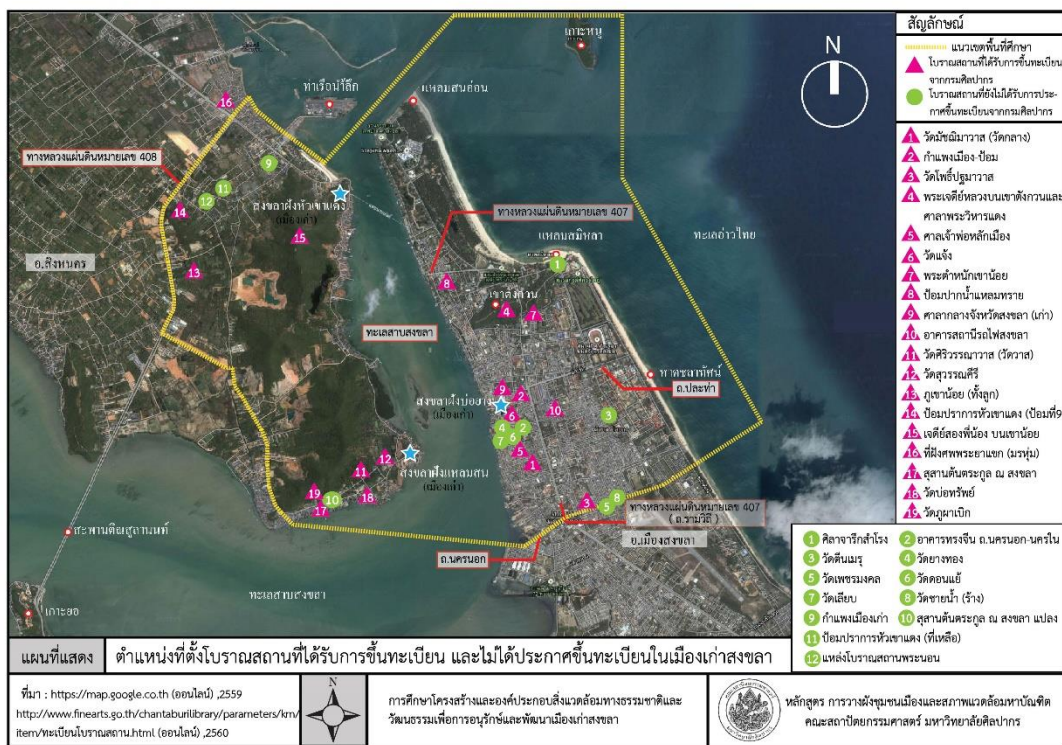 เกาะหนู
N
ท่าเรือน้ำลึก
แหลมสนอ่อน
ทางหลวงแผ่นดินหมายเลข 408
สงขลาฝั่งหัวเขาแดง
(เมืองเก่า)
ทางหลวงแผ่นดินหมายเลข 407
แหลมสมิหลา
ทะเลอ่าวไทย
อ.สิงหนคร
เขาตังกวน
ทะเลสาบสงขลา
หาดชลาทัศน์
ถ.ปละท่า
สงขลาฝั่งบ่อยาง
(เมืองเก่า)
สงขลาฝั่งแหลมสน
(เมืองเก่า)
ทางหลวงแผ่นดินหมายเลข 407
( ถ.รามวิถี )
อ.เมืองสงขลา
ถ.นครนอก
สะพานติณสูลานนท์
ทะเลสาบสงขลา
เกาะยอ
สัญลักษณ์
แนวเขตพื้นที่ศึกษา
โบราณสถานที่ได้รับการขึ้นทะเบียน
จากกรมศิลปากร
โบราณสถานที่ยังไม่ได้รับการประ-
กาศขึ้นทะเบียนจากกรมศิลปากร
1 วัดมัชฌิมาวาส (วัดกลาง)
2 กำแพงเมือง-ป้อม
3 วัดโพธิ์ปฐมาวาส
4 พระเจดีย์หลวงบนเขาตังกวนและ
ศาลาพระวิหารแดง
5 ศาลเจ้าพ่อหลักเมือง
6 วัดแจ้ง
7 พระตำหนักเขาน้อย
8 ป้อมปากน้ำแหลมทราย
9 ศาลากลางจังหวัดสงขลา (เก่า)
10 อาคารสถานีรถไฟสงขลา
11 วัดศิริวรรณาวาส (วัดวาส)
12 วัดสุวรรณคีรี
13 ภูเขาน้อย (ทั้งลูก)
14 ป้อมปราการหัวเขาแดง (ป้อมที่9
15 เจดีย์สองพี่น้อง บนเขาน้อย
16 ที่ฝังศพพระยาแขก (มรหุ่ม)
17 สุสานต้นตระกูล ณ สงขลา
18 วัดบ่อทรัพย์
19 วัดภูผาเบิก
1 ศิลาจารึกสำโรง 2 อาคารทรงจีน ถ.นครนอก-นครใน
3 วัดตีนเมรุ 4 วัดยางทอง
5 วัดเพชรมงคล 6 วัดดอนแย้
7 วัดเลียบ 8 วัดชายน้ำ (ร้าง)
9 กำแพงเมืองเก่า 10 สุสานต้นตระกูล ณ สงขลา แปลง
11 ป้อมปราการหัวเขาแดง (ที่เหลือ)
12 แหล่งโบราณสถานพระนอน
แผนที่แสดง ตำแหน่งที่ตั้งโบราณสถานที่ได้รับการขึ้นทะเบียน และไม่ได้ประกาศขึ้นทะเบียนในเมืองเก่าสงขลา
ที่มา : https://map.google.co.th (ออนไลน์) ,2559
http://www.finearts.go.th/chantaburilibrary/parameters/km/
item/ทะเบียนโบราณสถาน.html (ออนไลน์) ,2560
N
การศึกษาโครงสร้างและองค์ประกอบสิ่งแวดล้อมทางธรรมชาติและ
วัฒนธรรมเพื่อการอนุรักษ์และพัฒนาเมืองเก่าสงขลา
หลักสูตร การวางผังชุมชนเมืองและสภาพแวดล้อมมหาบัณฑิต
คณะสถาปัตยกรรมศาสตร์ มหาวิทยาลัยศิลปากร